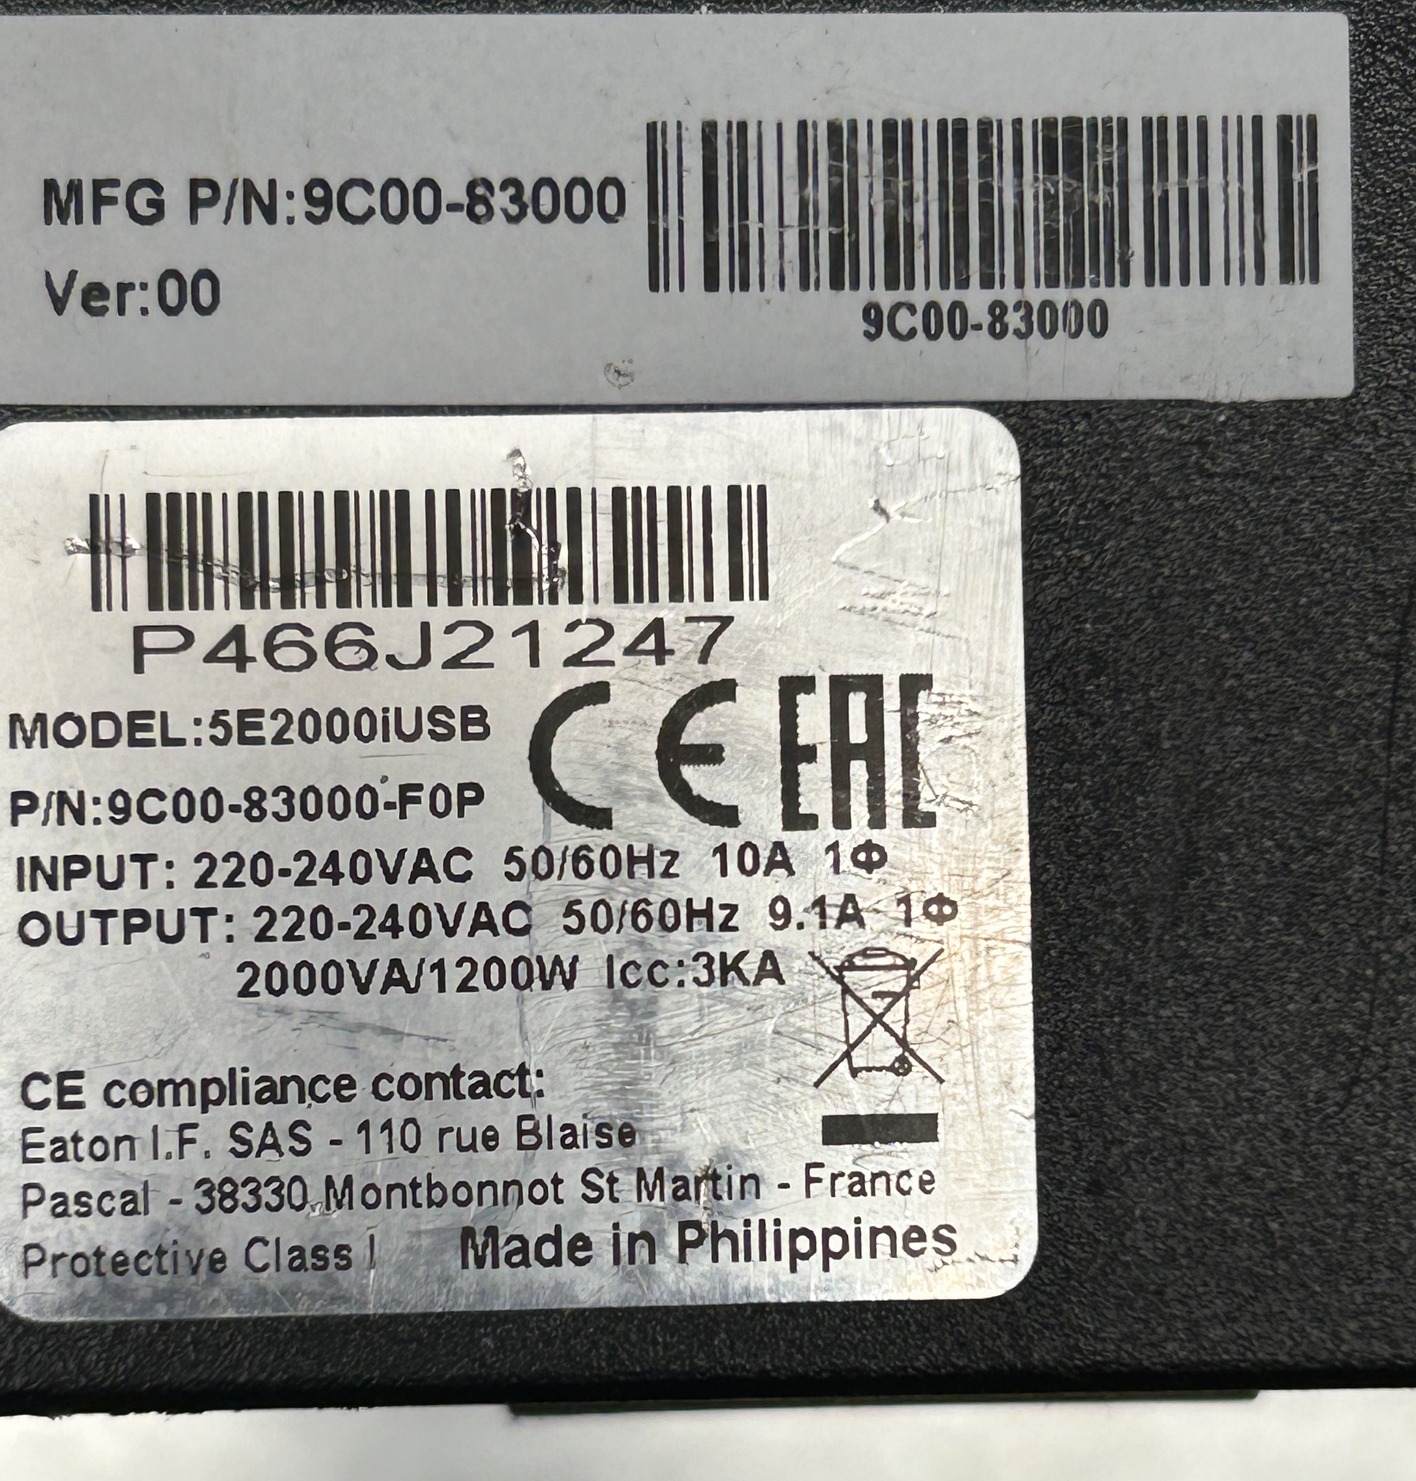 MFG P/N:9C00-83000
Ver:00
9C00-83000
P466J21247
MODEL:5E2000iUSB
CE EAC
P/N:9C00-83000-F0P
INPUT: 220-240VAC 50/60Hz 10A 1Φ
OUTPUT: 220-240VAC 50/60Hz 9.1A 1Φ
2000VA/1200W Icc:3KA
CE compliance contact:
Eaton I.F. SAS - 110 rue Blaise
Pascal - 38330 Montbonnot St Martin - France
Protective Class I Made in Philippines